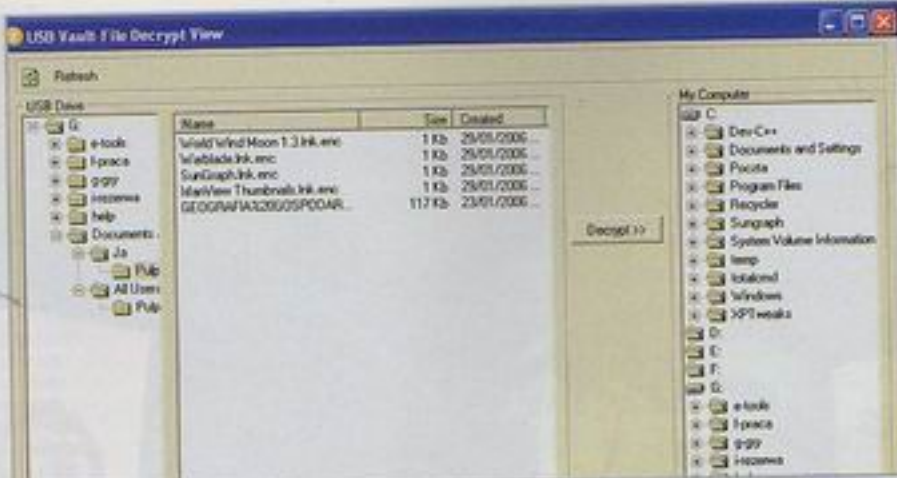 USB Vault File Decrypt View
Refresh
USB Drive
G:
e-tools
l-praca
g-gry
i-rezerwa
help
Documents
Ja
Pulp
All Users
Pulp
Name Size Created
World Wind Moon 1.3.lnk.enc 1 Kb 29/01/2006 ...
Warblade.lnk.enc 1 Kb 29/01/2006 ...
SunGraph.lnk.enc 1 Kb 29/01/2006 ...
IrfanView Thumbnails.lnk.enc 1 Kb 29/01/2006 ...
GEOGRAFIA%20GOSPODAR... 117 Kb 23/01/2006 ...
Decrypt >>
My Computer
C:
Dev-C++
Documents and Settings
Poczta
Program Files
Recycler
Sungraph
System Volume Information
temp
totalcmd
Windows
XPTweaks
D:
E:
F:
G:
e-tools
l-praca
g-gry
i-rezerwa